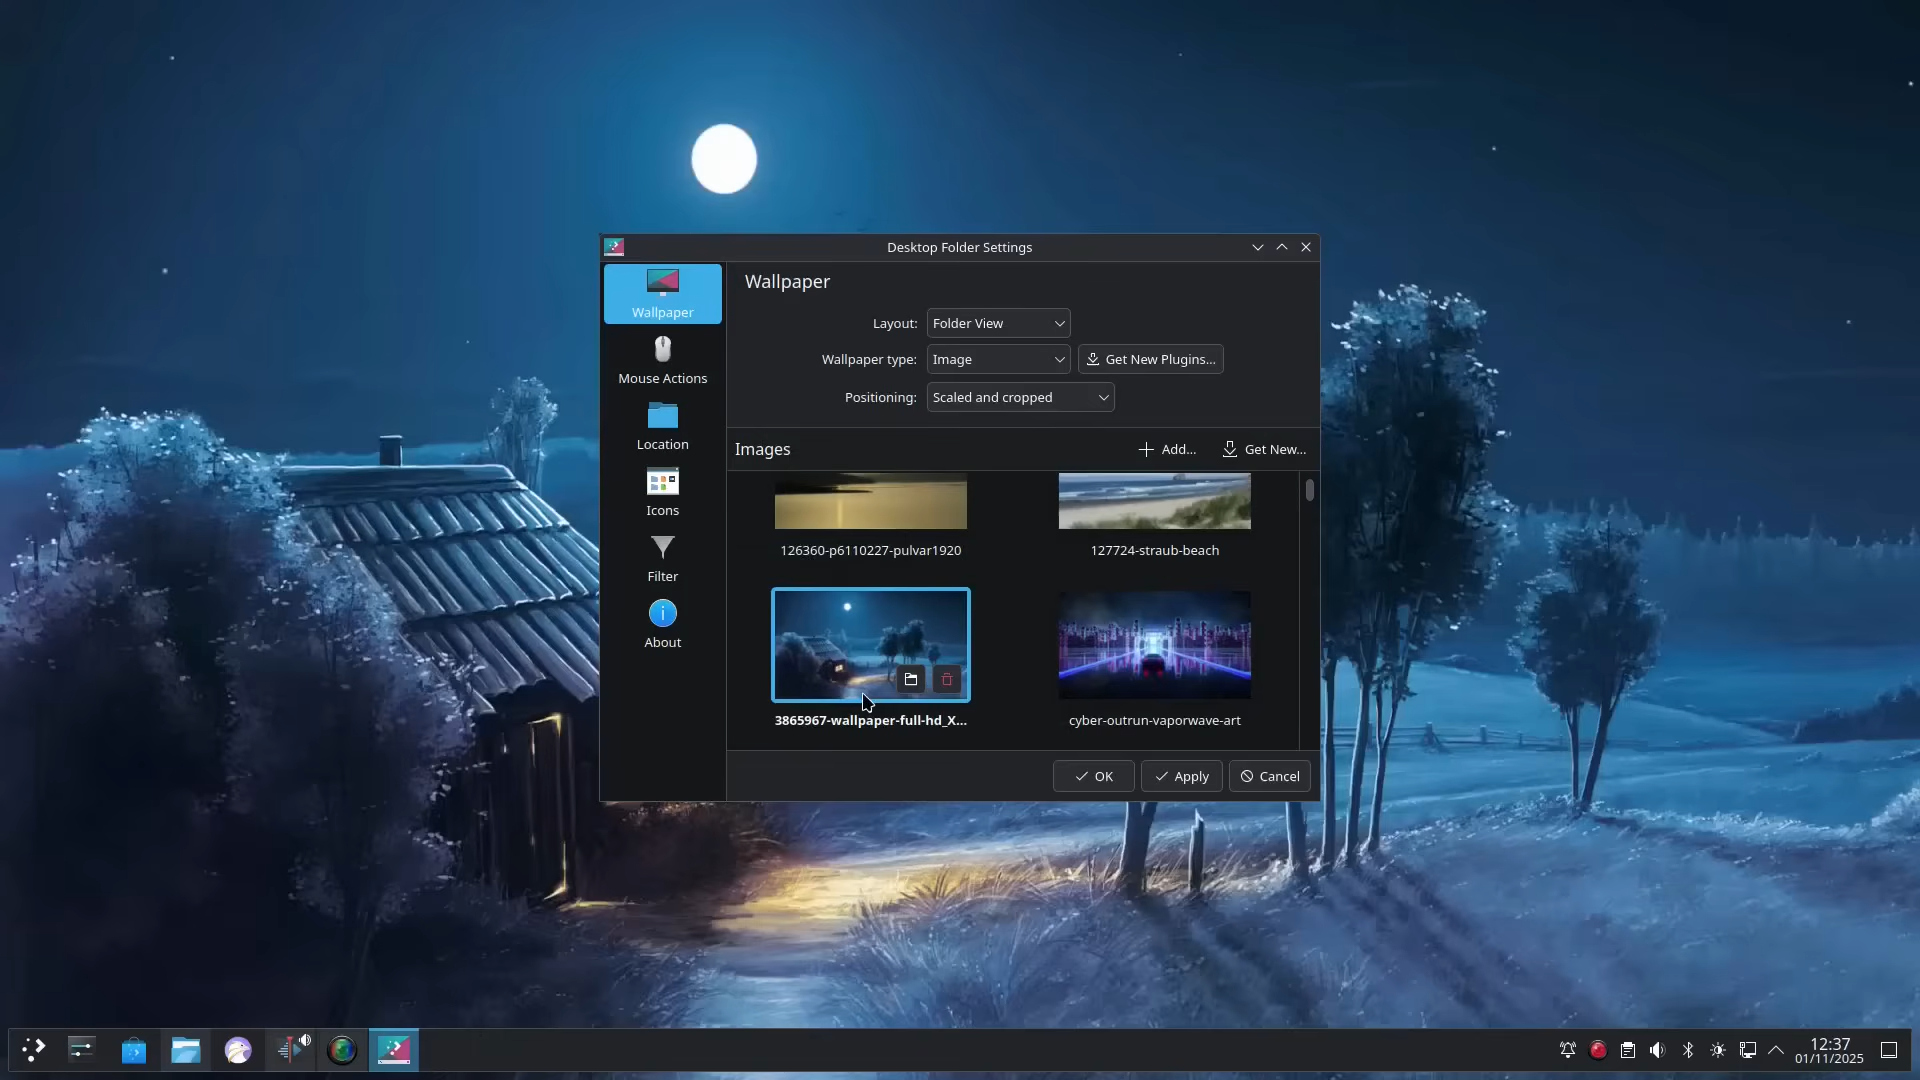 Desktop Folder Settings
Wallpaper
Wallpaper
Layout: Folder View
Wallpaper type: Image Get New Plugins...
Mouse Actions
Positioning: Scaled and cropped
Location
Images Add... Get New...
Icons
126360-p6110227-pulvar1920 127724-straub-beach
Filter
About
3865967-wallpaper-full-hd_X... cyber-outrun-vaporwave-art
OK Apply Cancel
12:37
01/11/2025